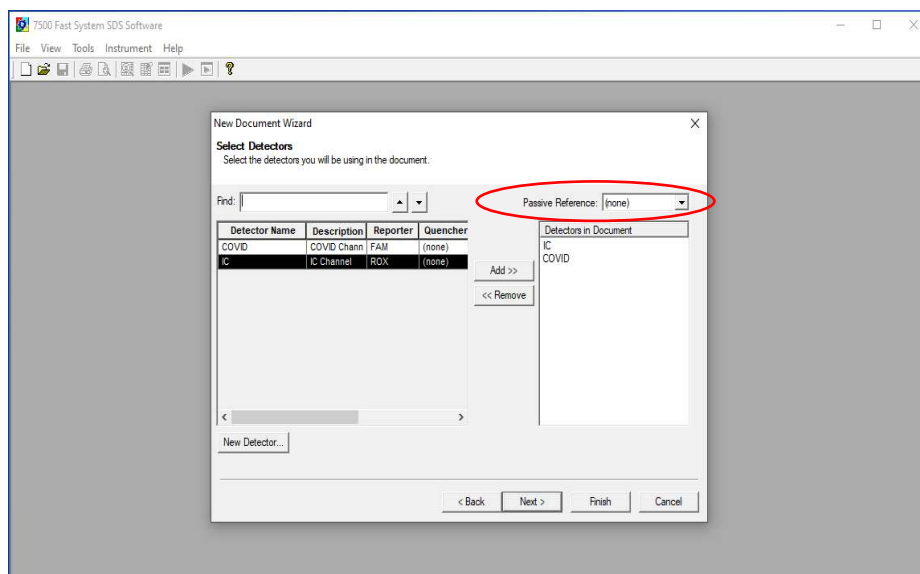 7500 Fast System SDS Software
File View Tools Instrument Help
New Document Wizard
Select Detectors
Select the detectors you will be using in the document.
Find:
Passive Reference: (none)
Detector Name Description Reporter Quencher
COVID COVID Chann FAM (none)
IC IC Channel ROX (none)
Detectors in Document
IC
COVID
Add >>
<< Remove
New Detector...
< Back Next > Finish Cancel